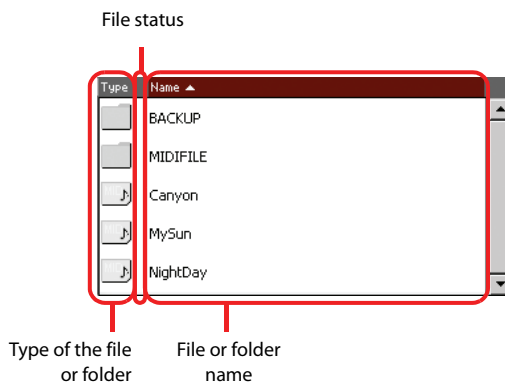 File status
Type Name
BACKUP
MIDIFILE
Canyon
MySun
NightDay
Type of the file
or folder
File or folder
name